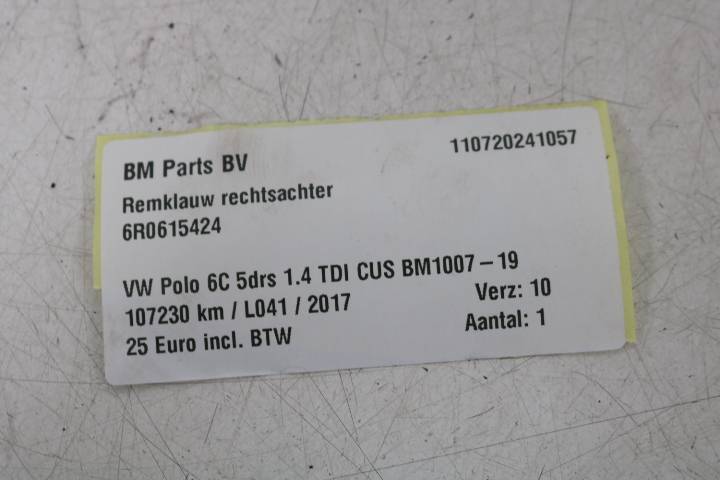 BM Parts BV 110720241057
Remklauw rechtsachter
6R0615424
VW Polo 6C 5drs 1.4 TDI CUS BM1007-19
107230 km / L041 / 2017 Verz: 10
25 Euro incl. BTW Aantal: 1